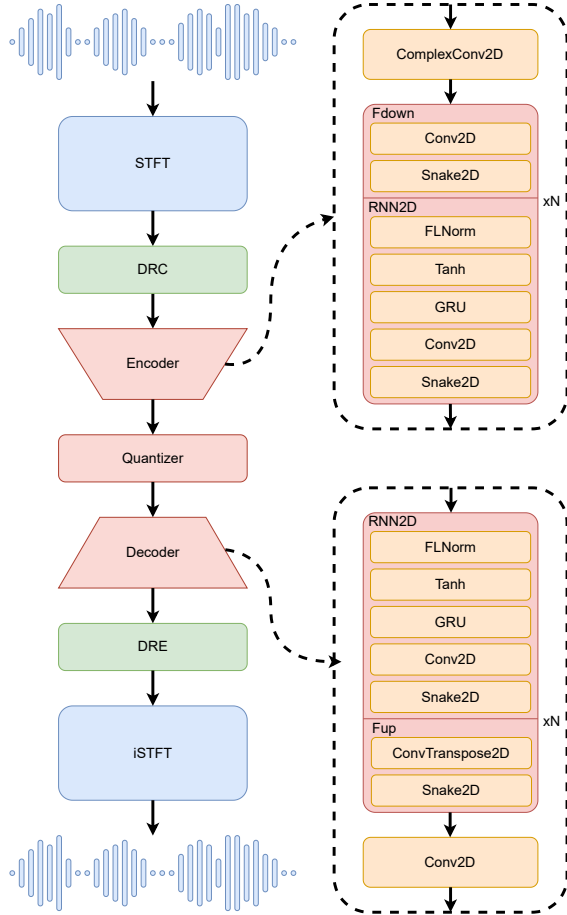 STFT
DRC
Encoder
Quantizer
Decoder
DRE
iSTFT
ComplexConv2D
Fdown
Conv2D
Snake2D
RNN2D
xN
FLNorm
Tanh
GRU
Conv2D
Snake2D
RNN2D
FLNorm
Tanh
GRU
Conv2D
Snake2D
Fup
xN
ConvTranspose2D
Snake2D
Conv2D